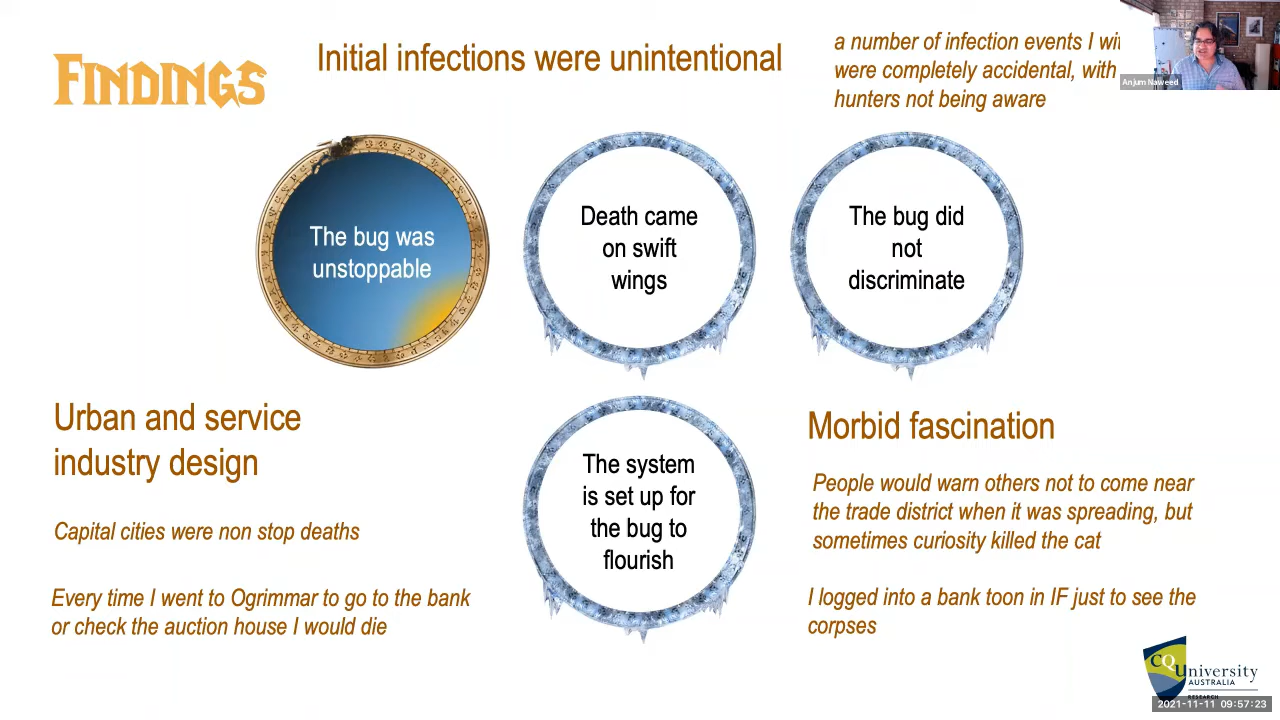 FINDINGS
Initial infections were unintentional
a number of infection events I
were completely accidental, with
hunters not being aware
Anjum Naweed
The bug was
unstoppable
Death came
on swift
wings
The bug did
not
discriminate
Urban and service
industry design
Capital cities were non stop deaths
Every time I went to Ogrimmar to go to the bank
or check the auction house I would die
The system
is set up for
the bug to
flourish
Morbid fascination
People would warn others not to come near
the trade district when it was spreading, but
sometimes curiosity killed the cat
I logged into a bank toon in IF just to see the
corpses
CQUniversity
AUSTRALIA
RESEARCH
2021-11-11 09:57:23